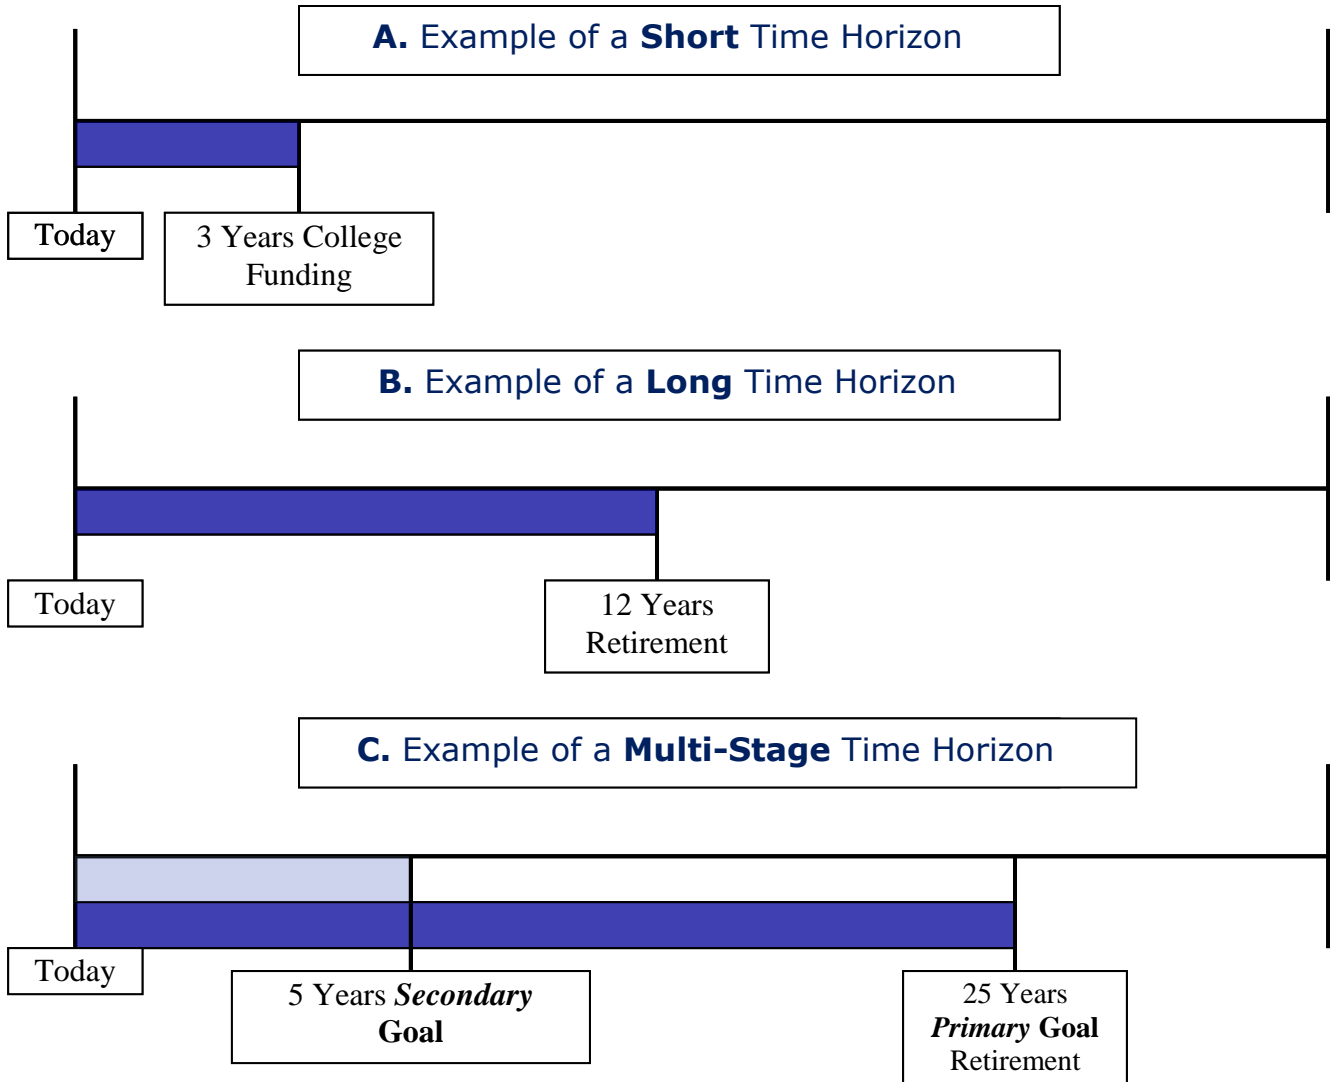 A. Example of a Short Time Horizon
Today
3 Years College
Funding
B. Example of a Long Time Horizon
Today
12 Years
Retirement
C. Example of a Multi-Stage Time Horizon
Today
5 Years Secondary
Goal
25 Years
Primary Goal
Retirement